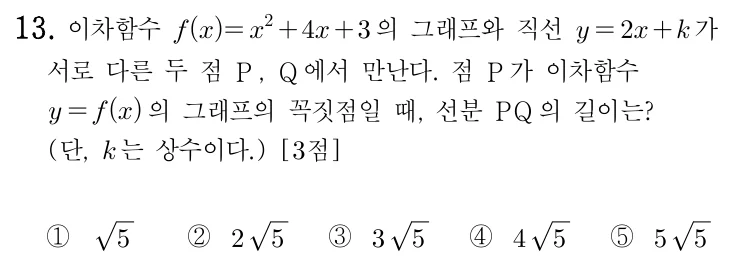 13. 이차함수 f(x)=x²+4x+3의 그래프와 직선 y=2x+k가
서로 다른 두 점 P, Q에서 만난다. 점 P가 이차함수
y=f(x)의 그래프의 꼭짓점일 때, 선분 PQ의 길이는?
(단, k는 상수이다.) [3점]
① √5 ② 2√5 ③ 3√5 ④ 4√5 ⑤ 5√5